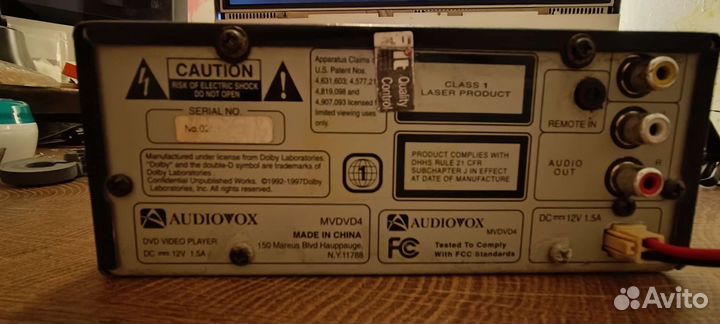 CAUTION
RISK OF ELECTRIC SHOCK
DO NOT OPEN
SERIAL NO.
No.02
Apparatus Claims
U.S. Patent Nos.
4,631,603; 4,577,21
4,819,098 and
4,907,093 licensed f
limited viewing uses
only.
Quality
Control
CLASS 1
LASER PRODUCT
REMOTE IN
Manufactured under license from Dolby Laboratories.
"Dolby" and the double-D symbol are trademarks of
Dolby Laboratories.
Confidential Unpublished Works. ©1992-1997Dolby
Laboratories, Inc. All rights reserved.
1
PRODUCT COMPLIES WITH
DHHS RULE 21 CFR
SUBCHAPTER J IN EFFECT
AT DATE OF MANUFACTURE
AUDIO
OUT
R
AUDIOVOX
MVDVD4
DVD VIDEO PLAYER
DC 12V 1.5A
MADE IN CHINA
150 Mareus Blvd Hauppauge,
N.Y.11788
AUDIOVOX
MVDVD4
FCC
Tested To Comply
With FCC Standards
DC 12V 1.5A
Avito